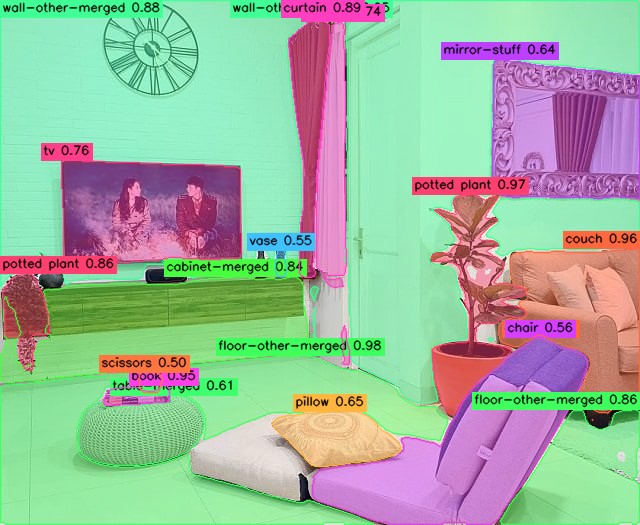 wall-other-merged 0.88
wall-ot
curtain 0.89
74
mirror-stuff 0.64
tv 0.76
potted plant 0.97
vase 0.55
couch 0.96
potted plant 0.86
cabinet-merged 0.84
chair 0.56
floor-other-merged 0.98
scissors 0.50
book 0.95
table-merged 0.61
pillow 0.65
floor-other-merged 0.86